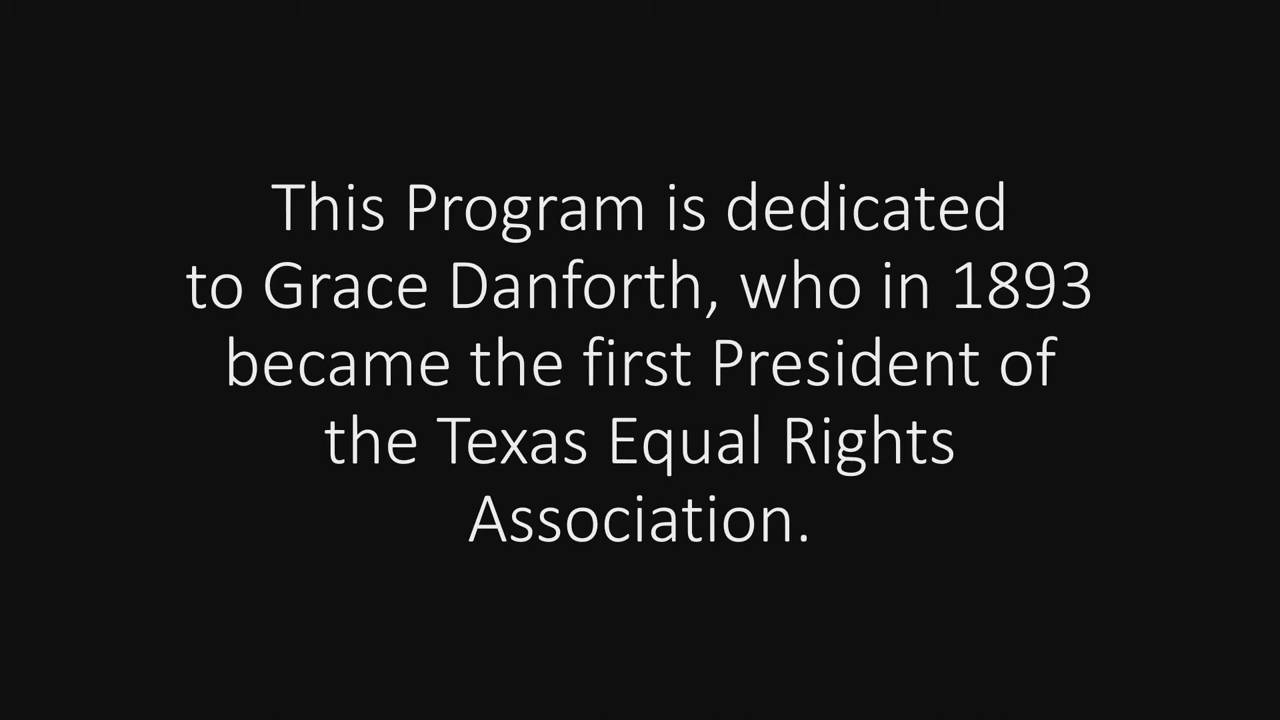 This Program is dedicated
to Grace Danforth, who in 1893
became the first President of
the Texas Equal Rights
Association.